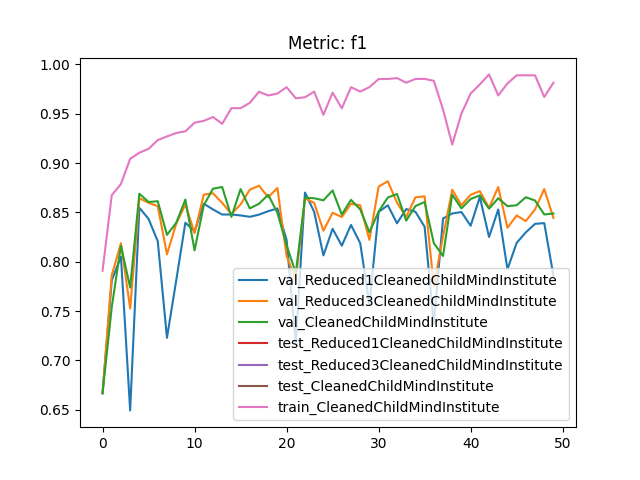 Metric: f1
1.00
0.95
0.90
0.85
0.80
0.75
0.70
0.65
0
10
20
30
40
50
val_Reduced1CleanedChildMindInstitute
val_Reduced3CleanedChildMindInstitute
val_CleanedChildMindInstitute
test_Reduced1CleanedChildMindInstitute
test_Reduced3CleanedChildMindInstitute
test_CleanedChildMindInstitute
train_CleanedChildMindInstitute